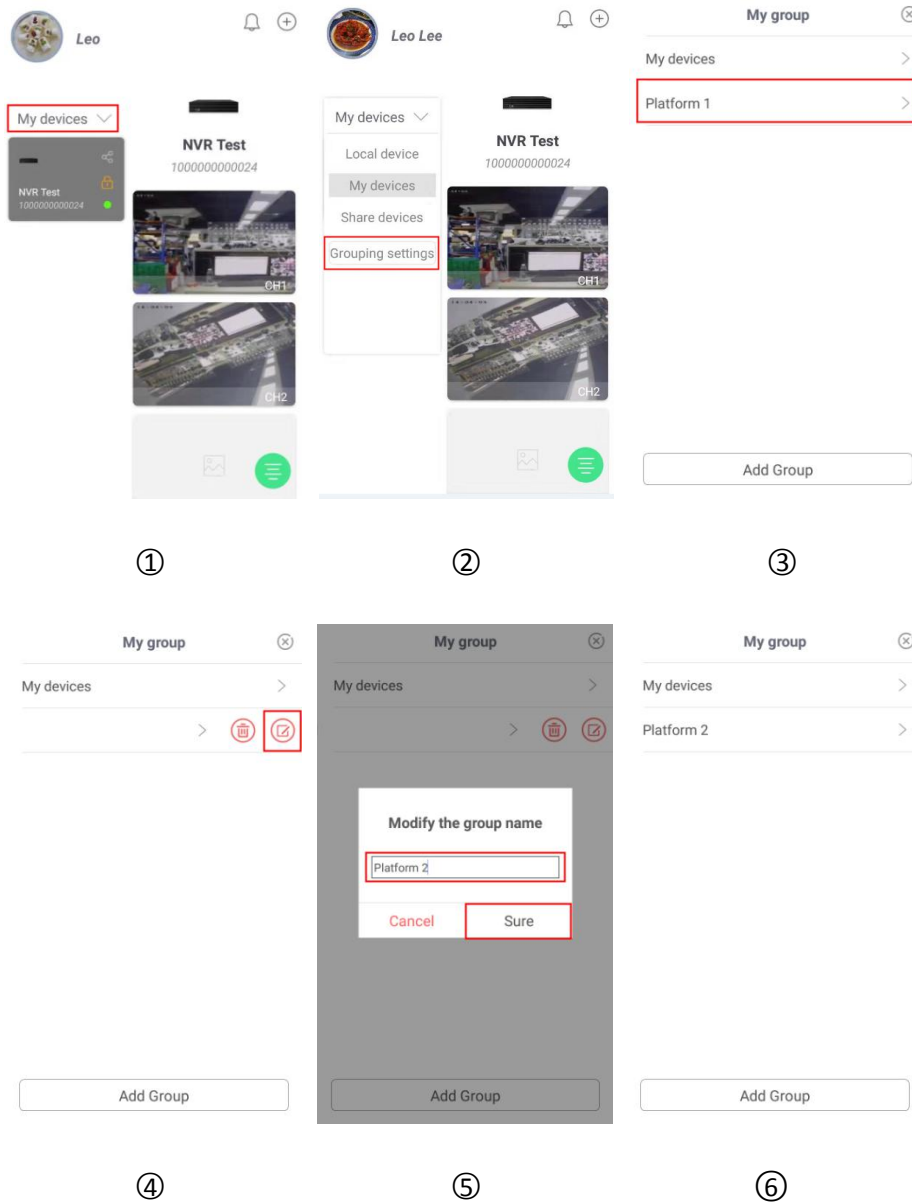 Leo
My devices
NVR Test
1000000000024
NVR Test
1000000000024
CH1
CH2
①
Leo Lee
My devices
Local device
My devices
Share devices
Grouping settings
NVR Test
1000000000024
CH1
CH2
②
My group
My devices
Platform 1
Add Group
③
My group
My devices
Add Group
④
My group
My devices
Modify the group name
Platform 2
Cancel
Sure
Add Group
⑤
My group
My devices
Platform 2
Add Group
⑥